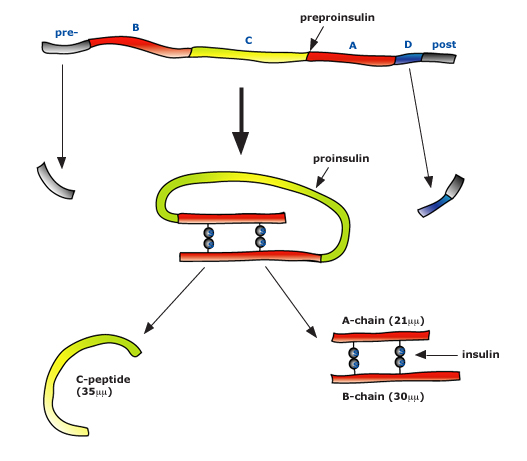 preproinsulin
pre-
B
C
A
D
post
proinsulin
A-chain (21μμ)
insulin
C-peptide
(35μμ)
B-chain (30μμ)